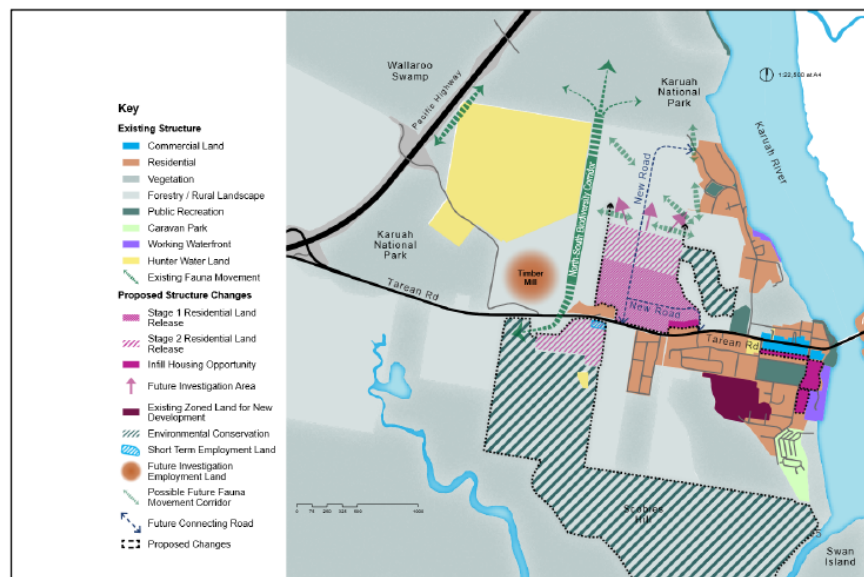 Key
Existing Structure
Commercial Land
Residential
Vegetation
Forestry / Rural Landscape
Public Recreation
Caravan Park
Working Waterfront
Hunter Water Land
Existing Fauna Movement
Proposed Structure Changes
Stage 1 Residential Land
Release
Stage 2 Residential Land
Release
Infill Housing Opportunity
Future Investigation Area
Existing Zoned Land for New
Development
Environmental Conservation
Short Term Employment Land
Future Investigation
Employment Land
Possible Future Fauna
Movement Corridor
Future Connecting Road
Proposed Changes
Wallaroo
Swamp
Pacific Highway
Karuah
National
Park
1:22,500 at A4
Karuah River
New Road
North-South Biodiversity Corridor
Karuah
National
Park
Timber
Mill
Tarean Rd
New Road
Tarean Rd
Scobies
Hill
Swan
Island